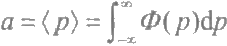 a = ⟨ p ⟩ = ∫_{-∞}^{∞} Φ( p)dp